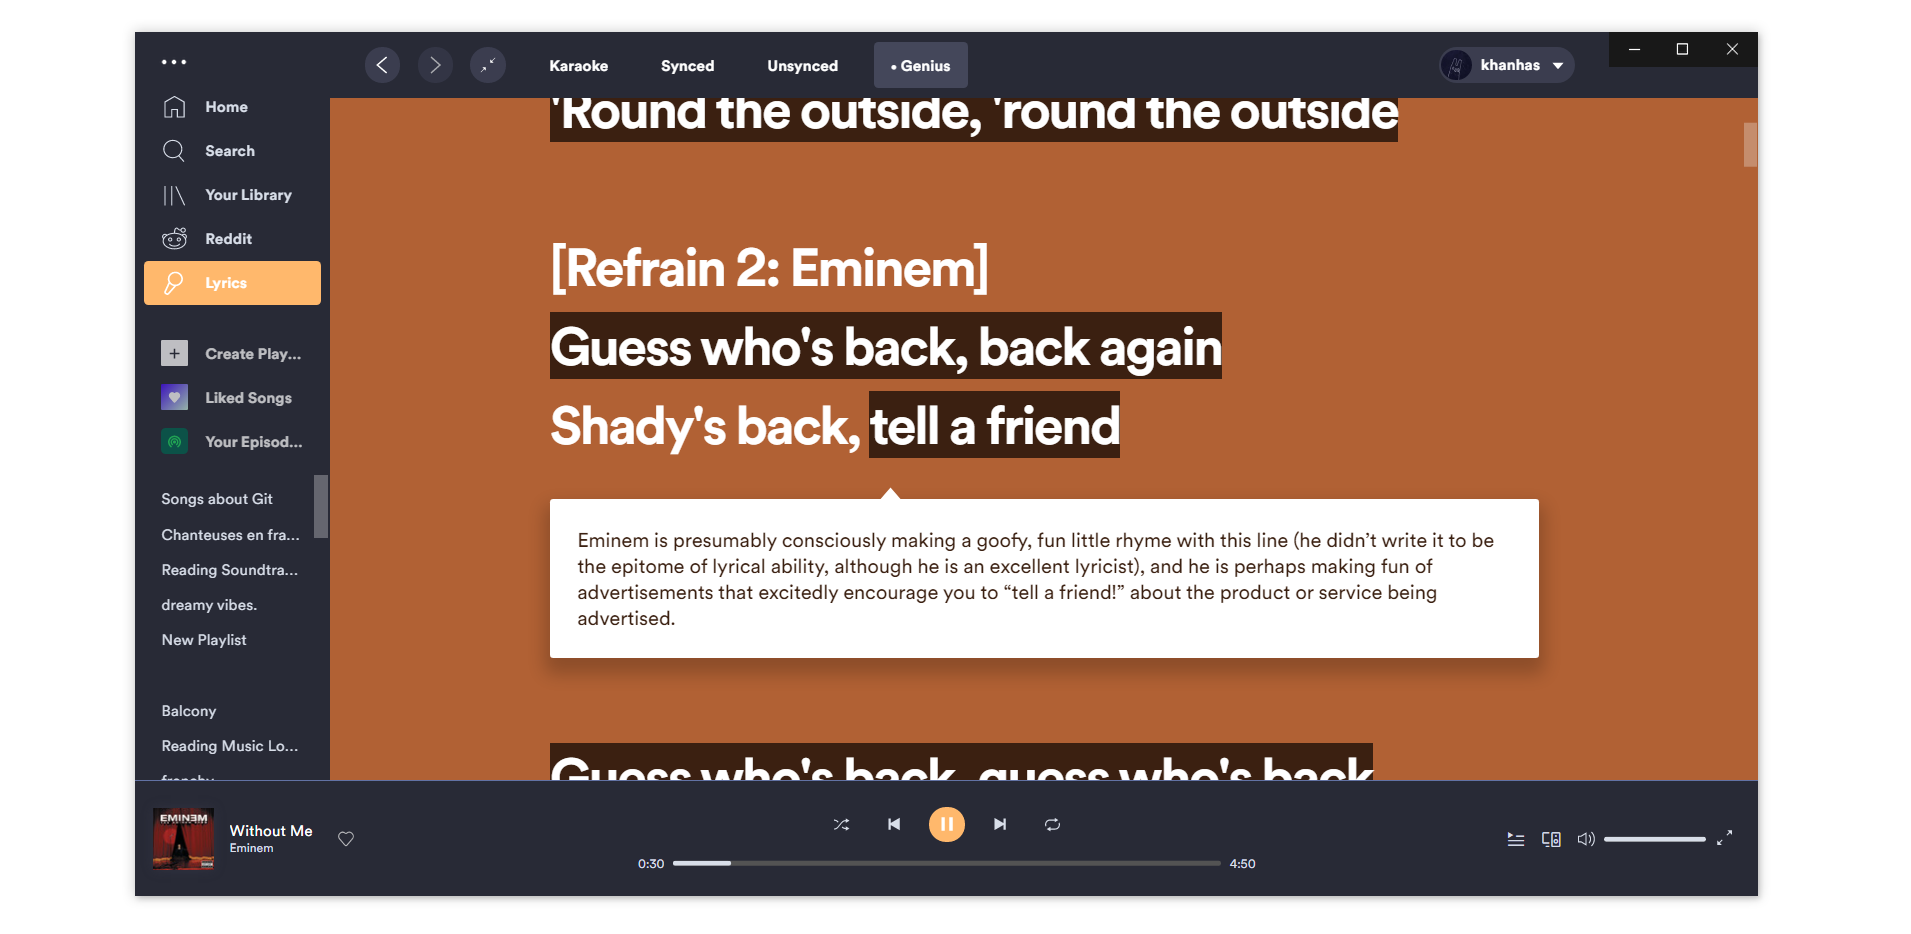 Karaoke
Synced
Unsynced
• Genius
khanhas
Home
Search
Your Library
Reddit
Lyrics
Create Play...
Liked Songs
Your Episod...
Songs about Git
Chanteuses en fra...
Reading Soundtra...
dreamy vibes.
New Playlist
Balcony
Reading Music Lo...
frenchy
'Round the outside, 'round the outside
[Refrain 2: Eminem]
Guess who's back, back again
Shady's back, tell a friend
Eminem is presumably consciously making a goofy, fun little rhyme with this line (he didn’t write it to be
the epitome of lyrical ability, although he is an excellent lyricist), and he is perhaps making fun of
advertisements that excitedly encourage you to “tell a friend!” about the product or service being
advertised.
Guess who's back, guess who's back
EMINEM
Without Me
Eminem
0:30
4:50